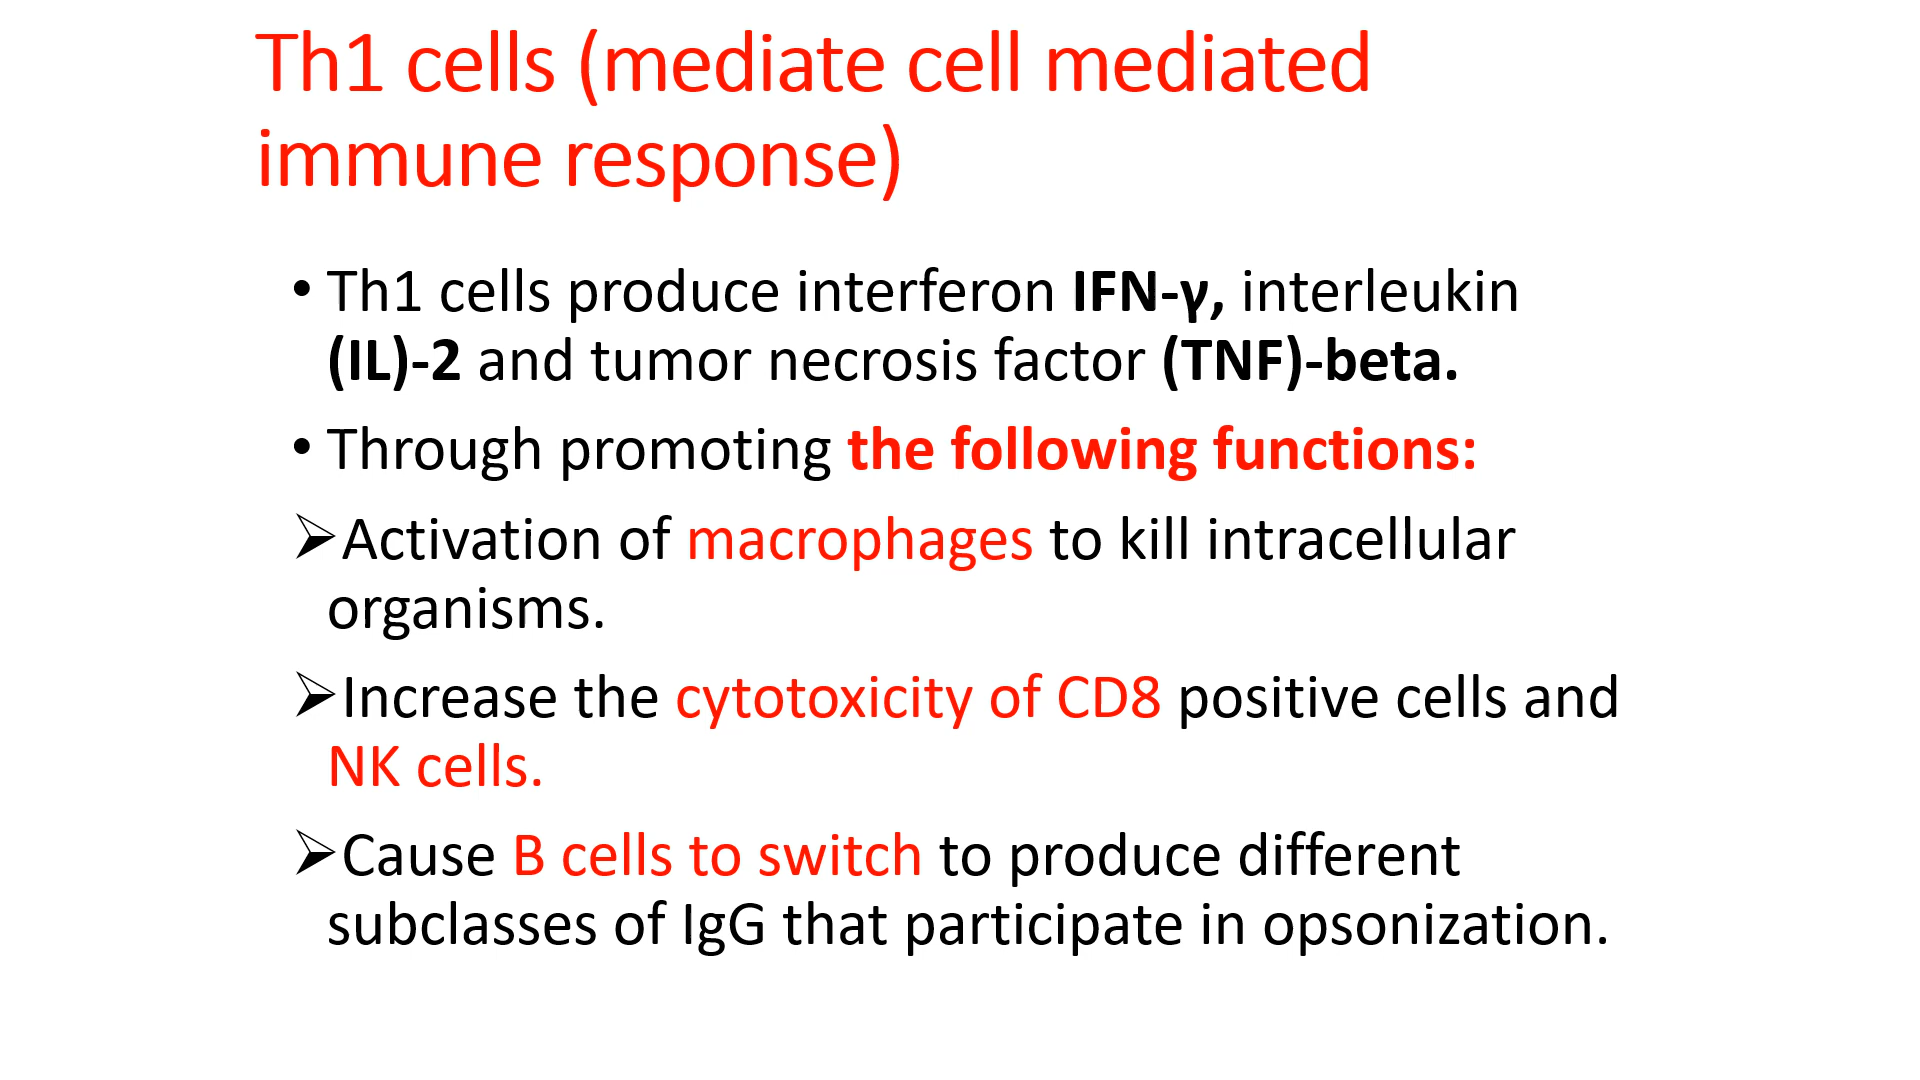 Th1 cells (mediate cell mediated
immune response)
• Th1 cells produce interferon IFN-γ, interleukin
(IL)-2 and tumor necrosis factor (TNF)-beta.
• Through promoting the following functions:
➢Activation of macrophages to kill intracellular
organisms.
➢Increase the cytotoxicity of CD8 positive cells and
NK cells.
➢Cause B cells to switch to produce different
subclasses of IgG that participate in opsonization.